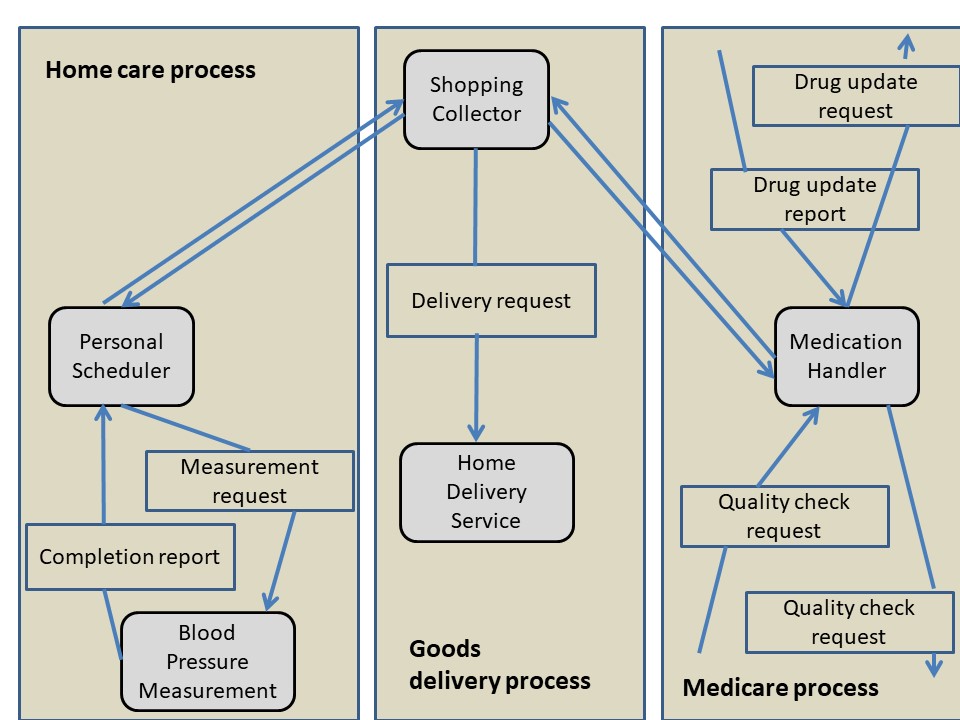 Home care process
Shopping
Collector
Drug update
request
Drug update
report
Delivery request
Personal
Scheduler
Medication
Handler
Measurement
request
Home
Delivery
Service
Quality check
request
Completion report
Quality check
request
Blood
Pressure
Measurement
Goods
delivery process
Medicare process